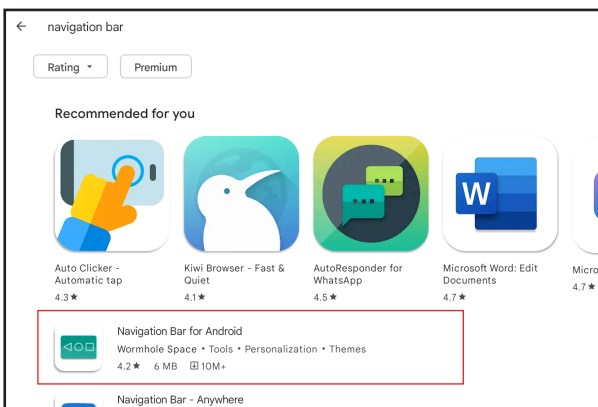 navigation bar
Rating
Premium
Recommended for you
W
Auto Clicker - Automatic tap
4.3★
Kiwi Browser - Fast & Quiet
4.1★
AutoResponder for WhatsApp
4.5★
Microsoft Word: Edit Documents
4.7★
Micro
4.7★
Navigation Bar for Android
Wormhole Space • Tools • Personalization • Themes
4.2★ 6 MB 10M+
Navigation Bar - Anywhere